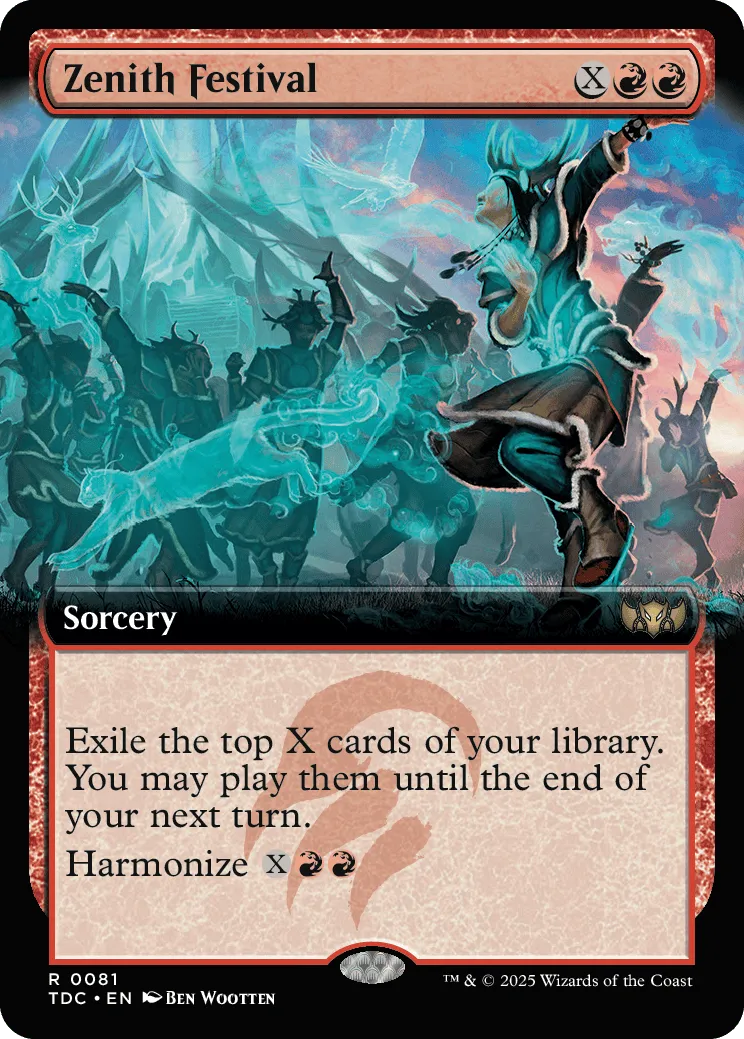 Zenith Festival X
Sorcery
Exile the top X cards of your library.
You may play them until the end of
your next turn.
Harmonize X
R 0081
TDC • EN Ben Wootten
™ & © 2025 Wizards of the Coast